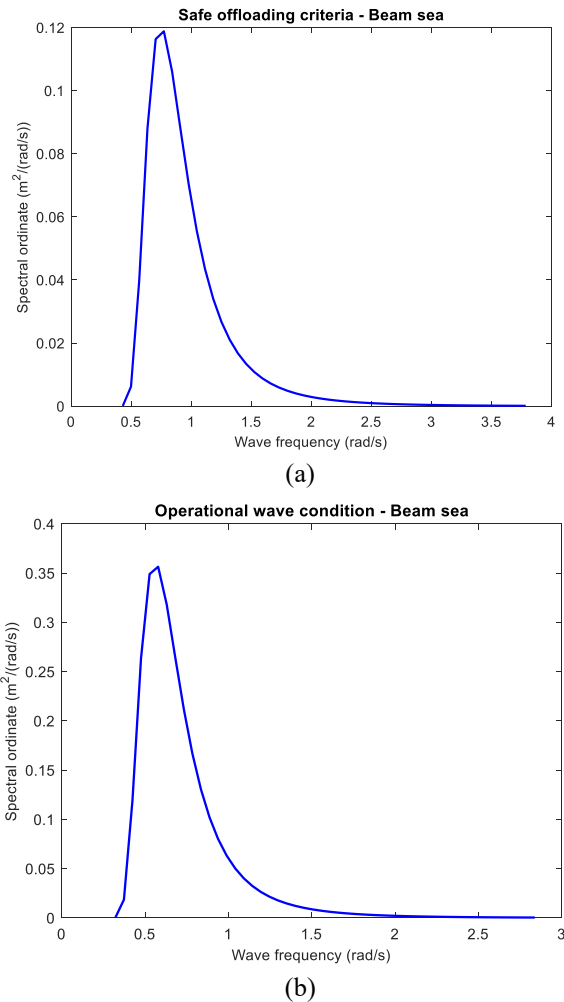 Safe offloading criteria - Beam sea
0.12
0.1
0.08
0.06
0.04
0.02
0
Spectral ordinate (m²/(rad/s))
0 0.5 1 1.5 2 2.5 3 3.5 4
Wave frequency (rad/s)
(a)
Operational wave condition - Beam sea
0.4
0.35
0.3
0.25
0.2
0.15
0.1
0.05
0
Spectral ordinate (m²/(rad/s))
0 0.5 1 1.5 2 2.5 3
Wave frequency (rad/s)
(b)